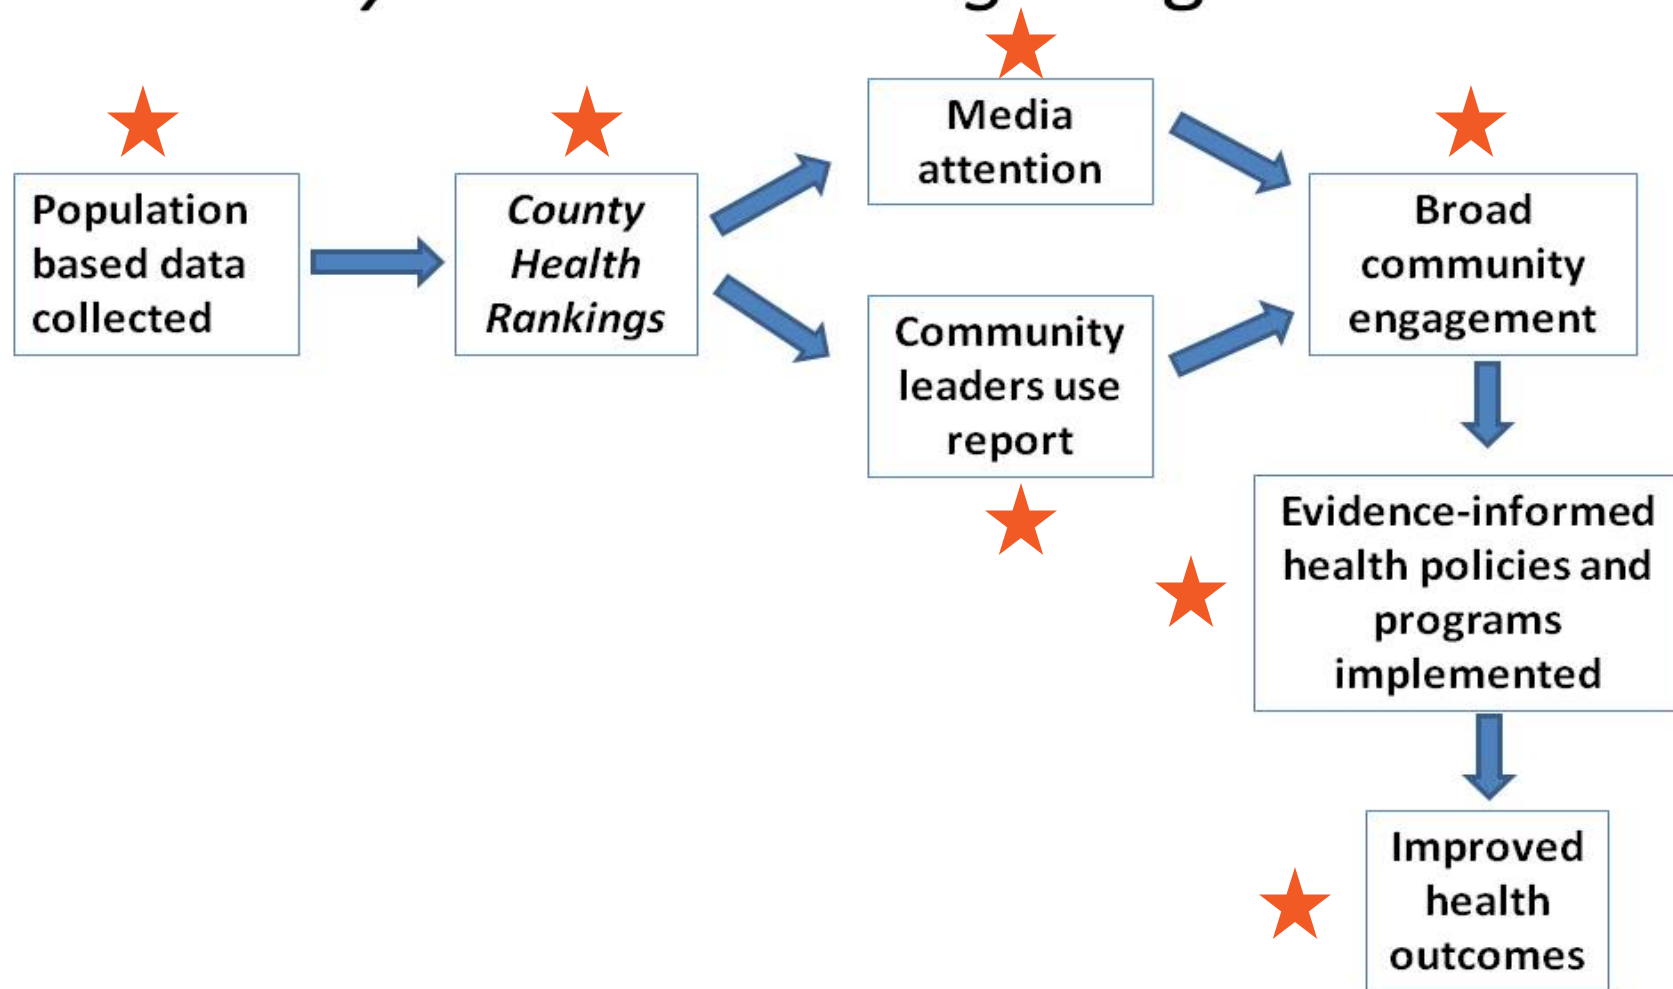 Population
based data
collected
County
Health
Rankings
Media
attention
Community
leaders use
report
Broad
community
engagement
Evidence-informed
health policies and
programs
implemented
Improved
health
outcomes